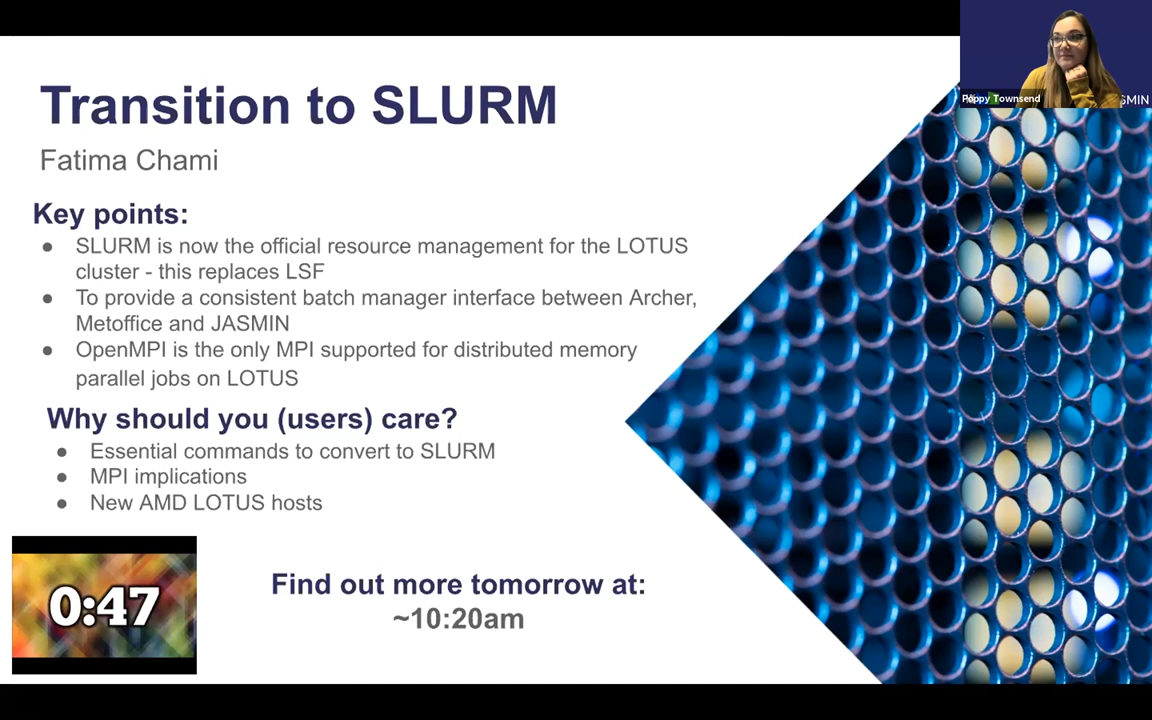 Transition to SLURM
Fatima Chami
Key points:
● SLURM is now the official resource management for the LOTUS
cluster - this replaces LSF
● To provide a consistent batch manager interface between Archer,
Metoffice and JASMIN
● OpenMPI is the only MPI supported for distributed memory
parallel jobs on LOTUS
Why should you (users) care?
● Essential commands to convert to SLURM
● MPI implications
● New AMD LOTUS hosts
0:47
Find out more tomorrow at:
~10:20am
Poppy Townsend